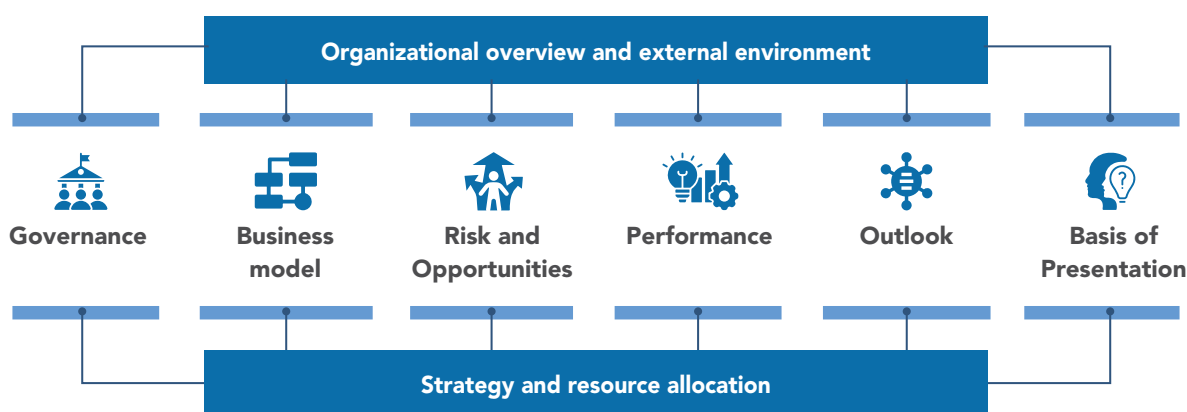 Organizational overview and external environment
Governance
Business
model
Risk and
Opportunities
Performance
Outlook
Basis of
Presentation
?
Strategy and resource allocation